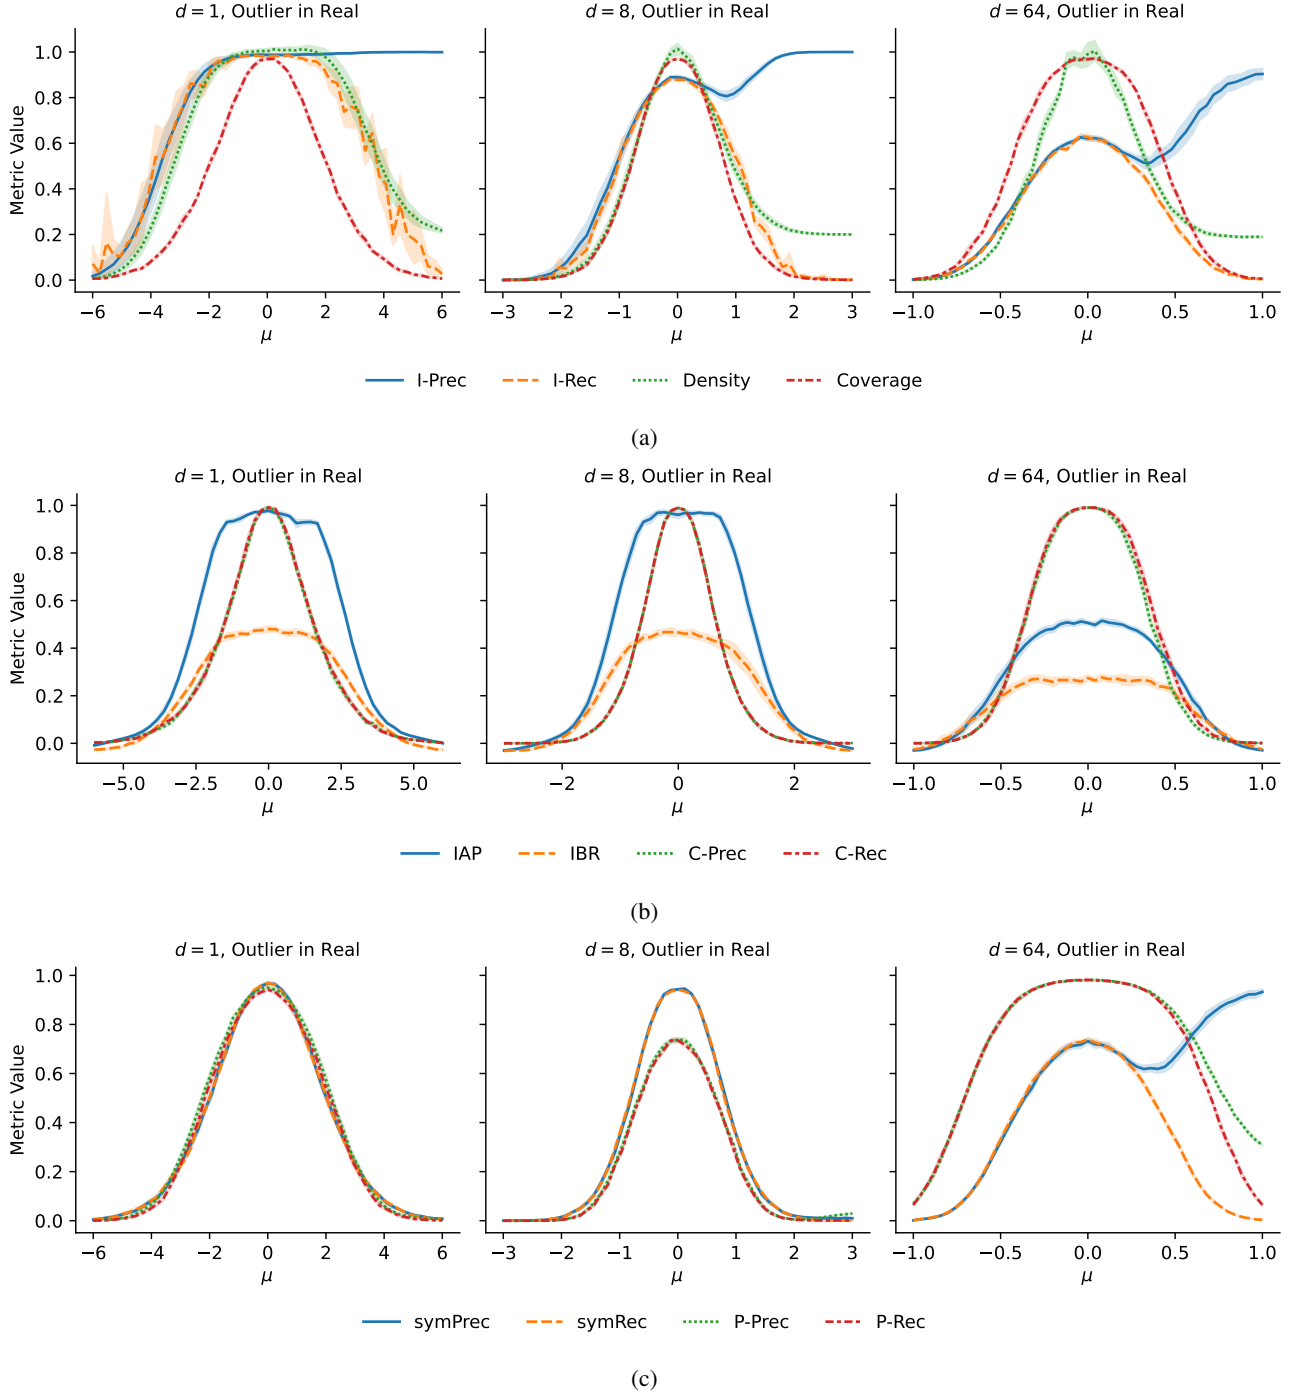 d = 1, Outlier in Real
d = 8, Outlier in Real
d = 64, Outlier in Real
Metric Value
1.0
0.8
0.6
0.4
0.2
0.0
−6 −4 −2 0 2 4 6
−3 −2 −1 0 1 2 3
−1.0 −0.5 0.0 0.5 1.0
μ μ μ
I-Prec I-Rec Density Coverage
(a)
d = 1, Outlier in Real
d = 8, Outlier in Real
d = 64, Outlier in Real
Metric Value
1.0
0.8
0.6
0.4
0.2
0.0
−5.0 −2.5 0.0 2.5 5.0
−2 0 2
−1.0 −0.5 0.0 0.5 1.0
μ μ μ
IAP IBR C-Prec C-Rec
(b)
d = 1, Outlier in Real
d = 8, Outlier in Real
d = 64, Outlier in Real
Metric Value
1.0
0.8
0.6
0.4
0.2
0.0
−6 −4 −2 0 2 4 6
−3 −2 −1 0 1 2 3
−1.0 −0.5 0.0 0.5 1.0
μ μ μ
symPrec symRec P-Prec P-Rec
(c)